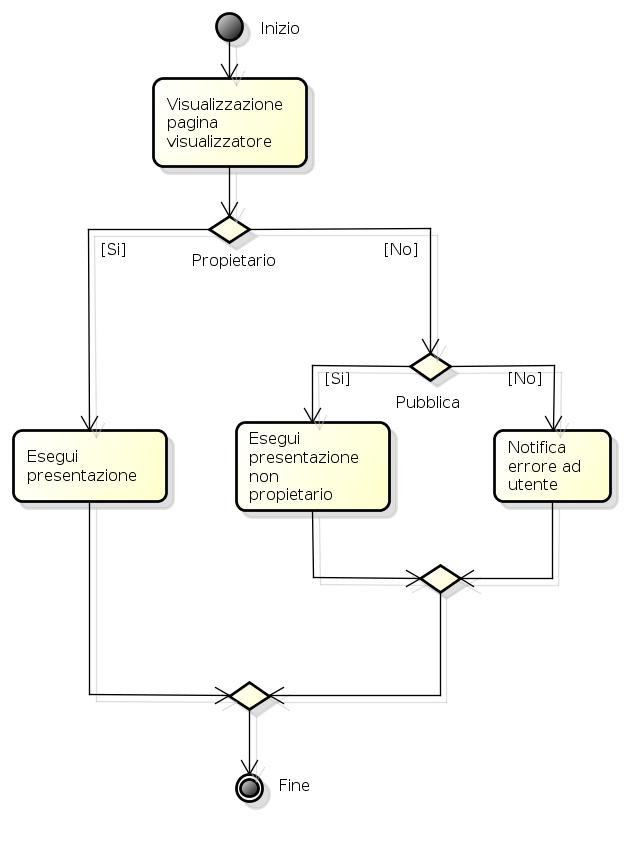 Inizio
Visualizzazione
pagina
visualizzatore
[Si]
[No]
Propietario
[Si]
[No]
Pubblica
Esegui
presentazione
Esegui
presentazione
non
propietario
Notifica
errore ad
utente
Fine